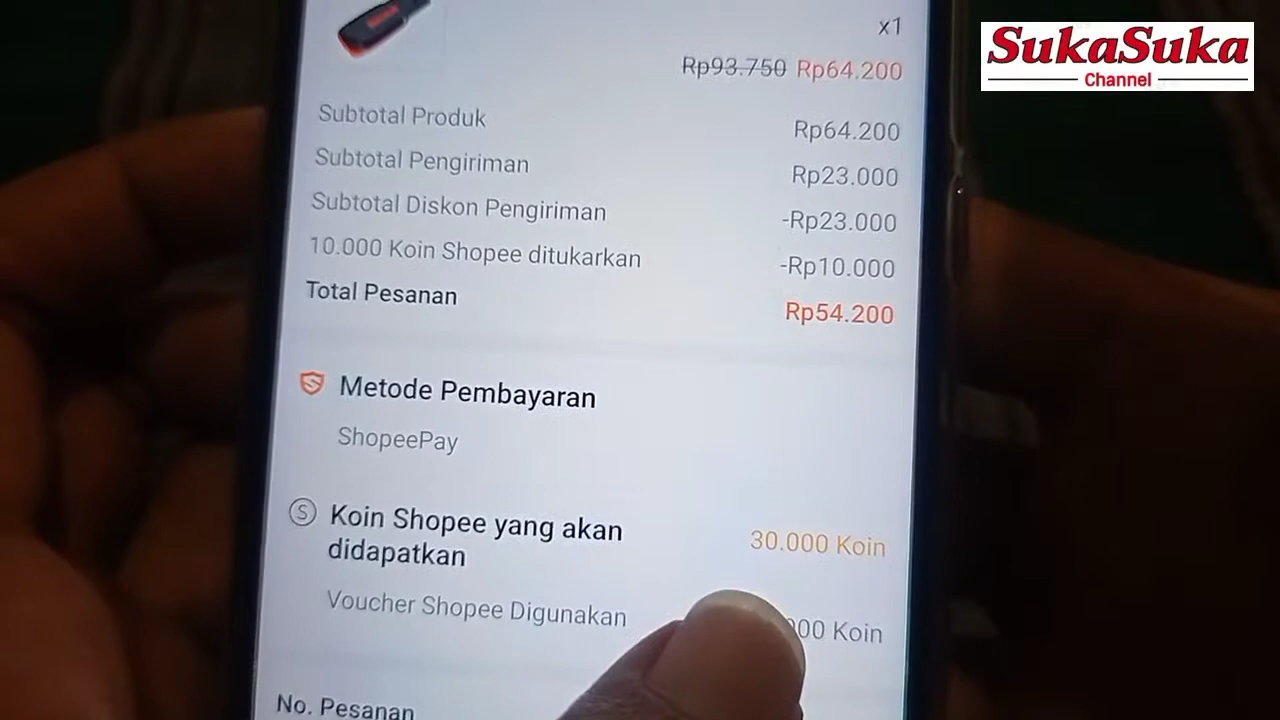 x1
SukaSuka
Channel
Rp93.750 Rp64.200
Subtotal Produk Rp64.200
Subtotal Pengiriman Rp23.000
Subtotal Diskon Pengiriman -Rp23.000
10.000 Koin Shopee ditukarkan -Rp10.000
Total Pesanan Rp54.200
Metode Pembayaran
ShopeePay
S Koin Shopee yang akan 30.000 Koin
didapatkan
Voucher Shopee Digunakan 000 Koin
No. Pesanan